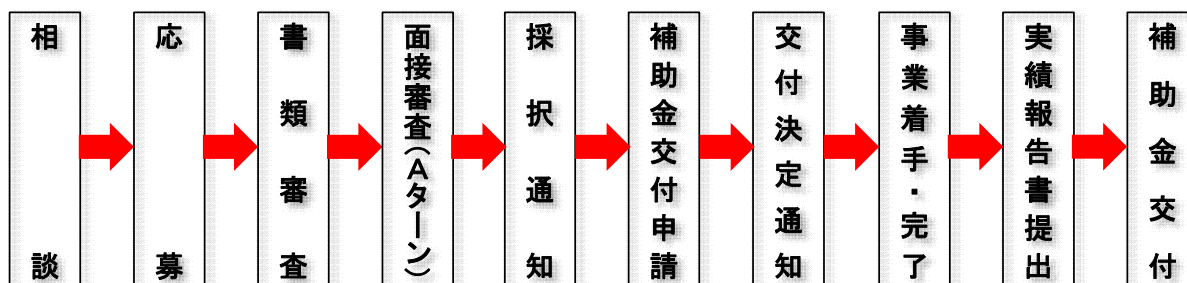 相談
応募
書類審査
面接審査（Aターン）
採択通知
補助金交付申請
交付決定通知
事業着手・完了
実績報告書提出
補助金交付